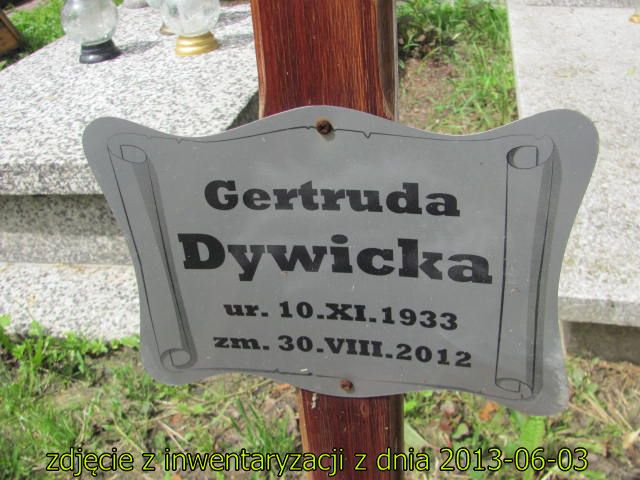 Gertruda
Dywicka
ur. 10.XI.1933
zm. 30.VIII.2012
zdjęcie z inwentaryzacji z dnia 2013-06-03